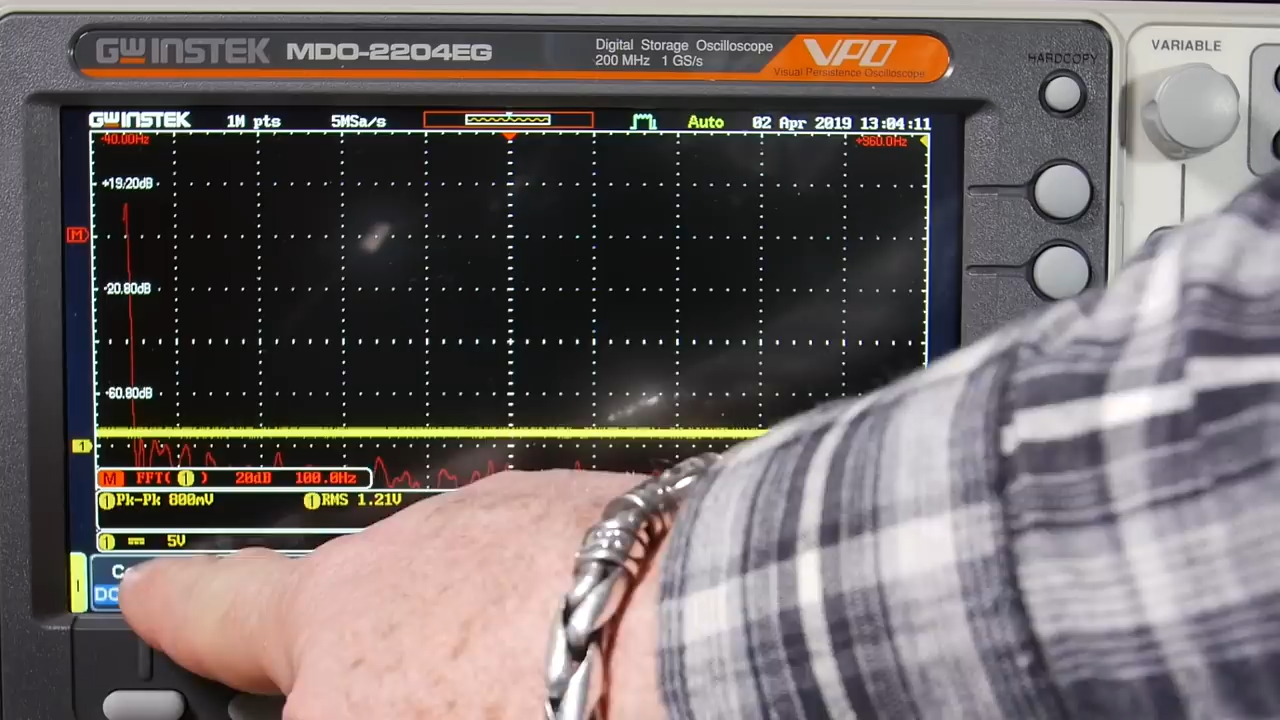 GW INSTEK MDO-2204EG
Digital Storage Oscilloscope
200 MHz 1 GS/s
VPO
Visual Persistence Oscilloscope
HARDCOPY
VARIABLE
GW INSTEK 1M pts 5MSa/s Auto 02 Apr 2019 13:04:11
-40.00Hz +960.0Hz
+19.20dB
M
-20.80dB
-60.80dB
1
M FFT( 1 ) 20dB 100.0Hz
1 Pk-Pk 800mV 1 RMS 1.21V
1 5V
DC